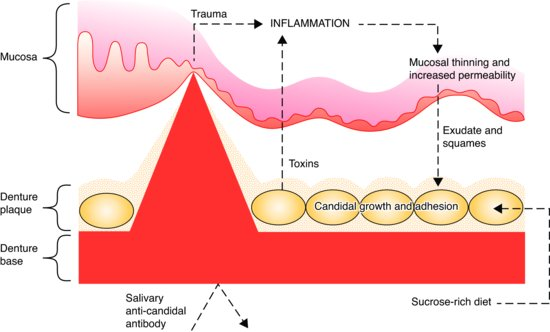 Trauma
INFLAMMATION
Mucosa
Mucosal thinning and
increased permeability
Exudate and
squames
Toxins
Denture
plaque
Candidal growth and adhesion
Denture
base
Salivary
anti-candidal
antibody
Sucrose-rich diet